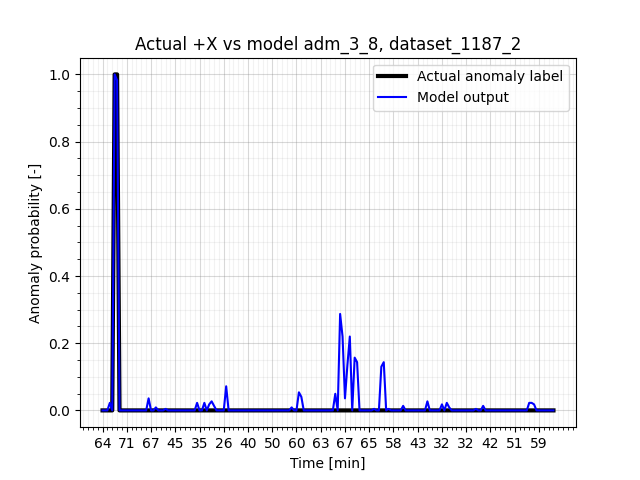 Actual +X vs model adm_3_8, dataset_1187_2
Actual anomaly label
Model output
Anomaly probability [-]
1.0
0.8
0.6
0.4
0.2
0.0
64 71 67 45 35 26 40 50 60 63 67 65 58 43 32 32 42 51 59
Time [min]